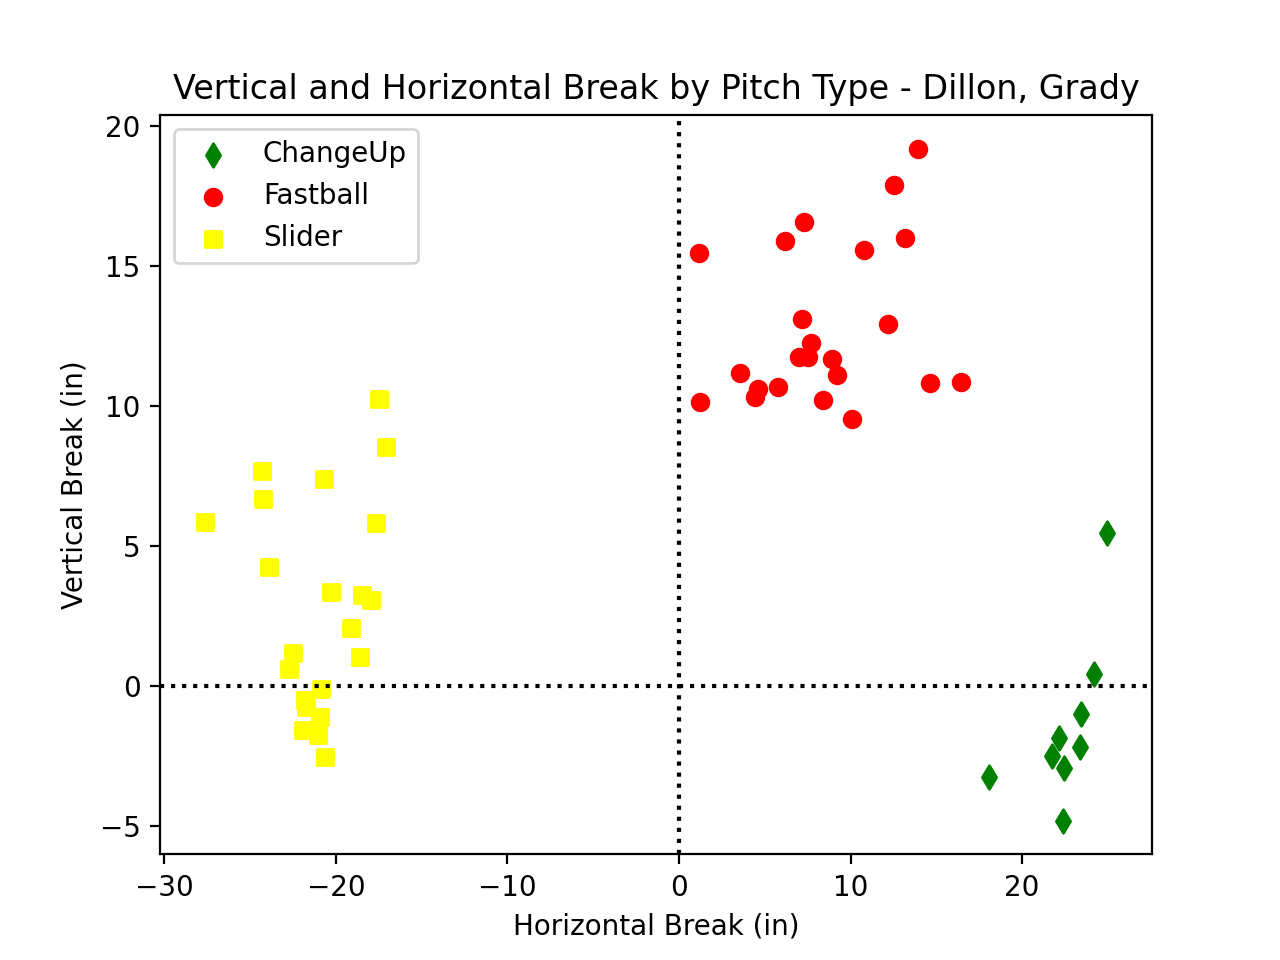 Vertical and Horizontal Break by Pitch Type - Dillon, Grady
20
ChangeUp
Fastball
Slider
15
10
5
0
−5
Vertical Break (in)
−30
−20
−10
0
10
20
Horizontal Break (in)